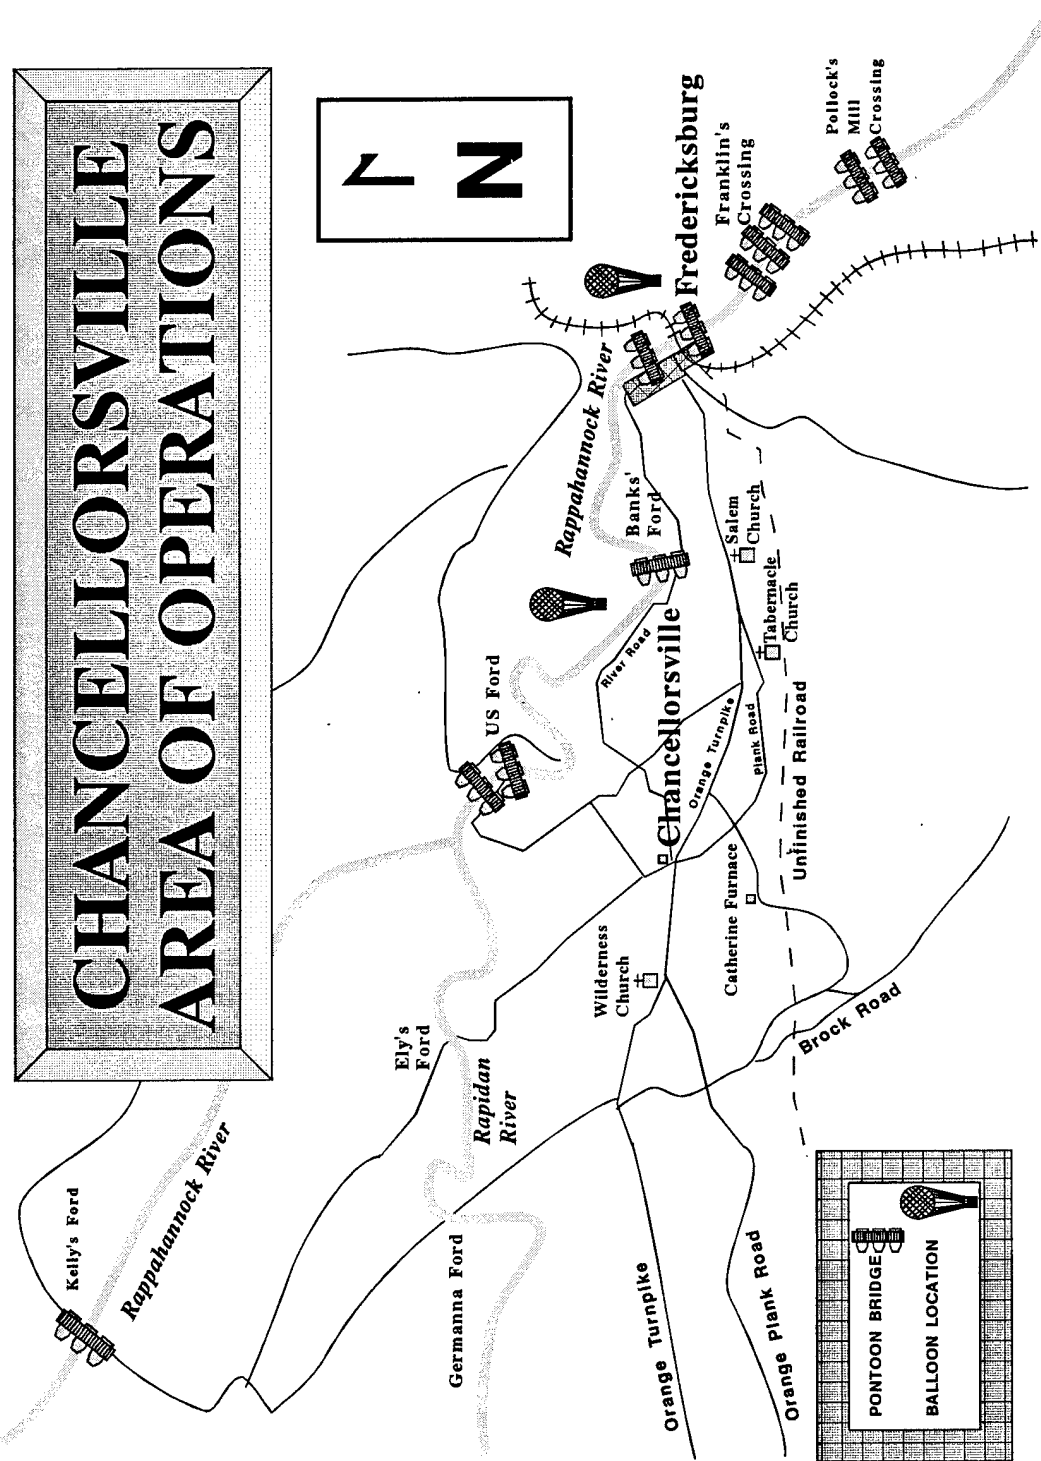 CHANCELLORSVILLE
AREA OF OPERATIONS
N
Kelly's Ford
Rappahannock River
Ely's
Ford
Rapidan
River
Germanna Ford
US Ford
Rappahannock River
Banks'
Ford
Fredericksburg
Franklin's
Crossing
Pollock's
Mill
Crossing
River Road
Chancellorsville
Orange Turnpike
Plank Road
Salem
Church
Tabernacle
Church
Unfinished Railroad
Catherine Furnace
Wilderness
Church
Brock Road
Orange Turnpike
Orange Plank Road
PONTOON BRIDGE
BALLOON LOCATION